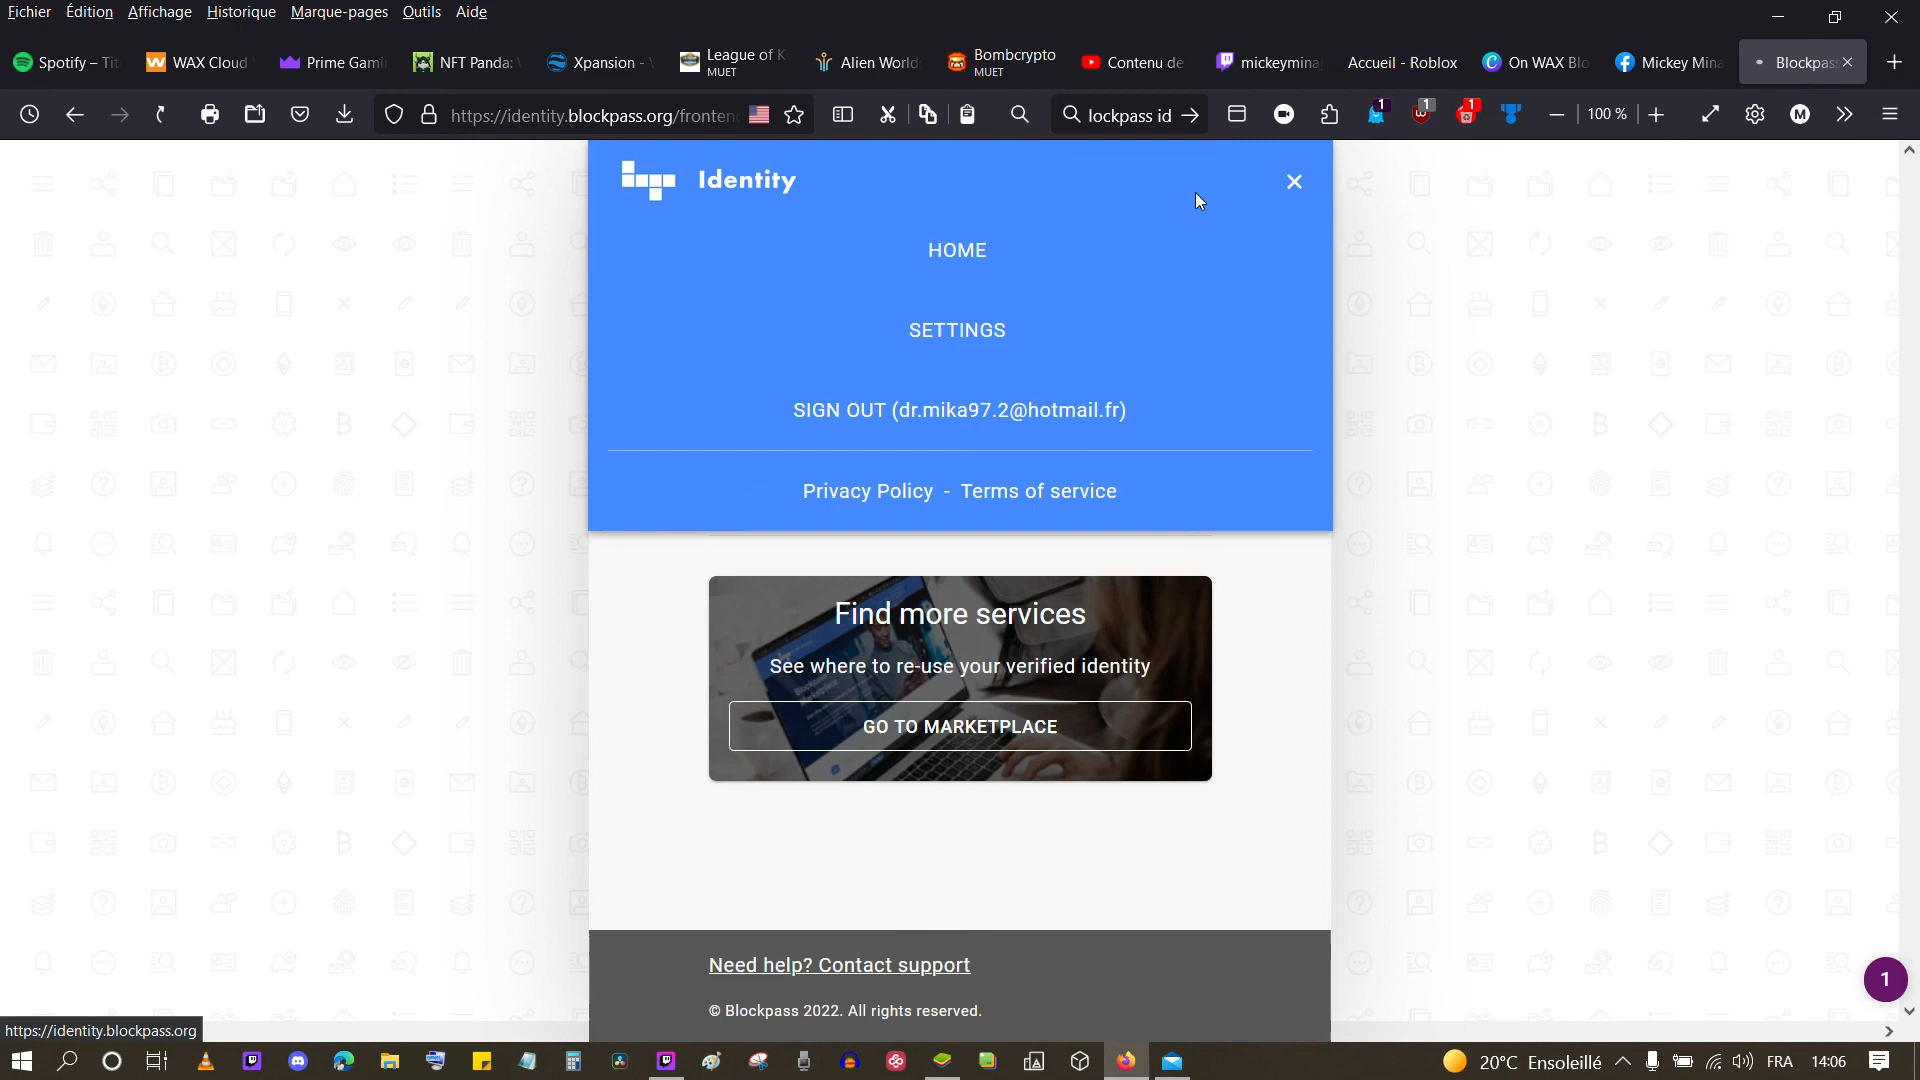 Fichier Édition Affichage Historique Marque-pages Outils Aide
Spotify – Tit
WAX Cloud
Prime Gami
NFT Panda:
Xpansion -
League of K
MUET
Alien World
Bombcrypto
MUET
Contenu de
mickeymina
Accueil - Roblox
On WAX Blo
Mickey Mina
Blockpas
https://identity.blockpass.org/fronten
lockpass id
1
1
1
100 %
M
Identity
HOME
SETTINGS
SIGN OUT (dr.mika97.2@hotmail.fr)
Privacy Policy - Terms of service
Find more services
See where to re-use your verified identity
GO TO MARKETPLACE
Need help? Contact support
© Blockpass 2022. All rights reserved.
1
https://identity.blockpass.org
20°C Ensoleillé
FRA
14:06